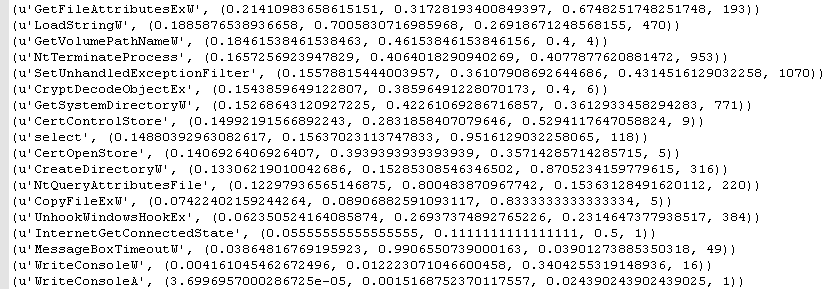 (u'GetFileAttributesExW', (0.21410983658615151, 0.31728193400849397, 0.6748251748251748, 193))
(u'LoadStringW', (0.1885876538936658, 0.7005830716985968, 0.26918671248568155, 470))
(u'GetVolumePathNameW', (0.18461538461538463, 0.46153846153846156, 0.4, 4))
(u'NtTerminateProcess', (0.1657256923947829, 0.4064018290940269, 0.4077877620881472, 953))
(u'SetUnhandledExceptionFilter', (0.15578815444003957, 0.36107908692644686, 0.4314516129032258, 1070))
(u'CryptDecodeObjectEx', (0.1543859649122807, 0.38596491228070173, 0.4, 6))
(u'GetSystemDirectoryW', (0.15268643120927225, 0.42261069286716857, 0.3612933458294283, 771))
(u'CertControlStore', (0.14992191566892243, 0.2831858407079646, 0.5294117647058824, 9))
(u'select', (0.14880392963082617, 0.15637023113747833, 0.9516129032258065, 118))
(u'CertOpenStore', (0.1406926406926407, 0.3939393939393939, 0.35714285714285715, 5))
(u'CreateDirectoryW', (0.13306219010042686, 0.15285308546346502, 0.8705234159779615, 316))
(u'NtQueryAttributesFile', (0.12297936565146875, 0.800483870967742, 0.15363128491620112, 220))
(u'CopyFileExW', (0.07422402159244264, 0.08906882591093117, 0.8333333333333334, 5))
(u'UnhookWindowsHookEx', (0.062350524164085874, 0.26937374892765226, 0.2314647377938517, 384))
(u'InternetGetConnectedState', (0.05555555555555555, 0.1111111111111111, 0.5, 1))
(u'MessageBoxTimeoutW', (0.03864816769195923, 0.9906550739000163, 0.03901273885350318, 49))
(u'WriteConsoleW', (0.004161045462672496, 0.012223071046600458, 0.3404255319148936, 16))
(u'WriteConsoleA', (3.6996957000286725e-05, 0.0015168752370117557, 0.024390243902439025, 1))